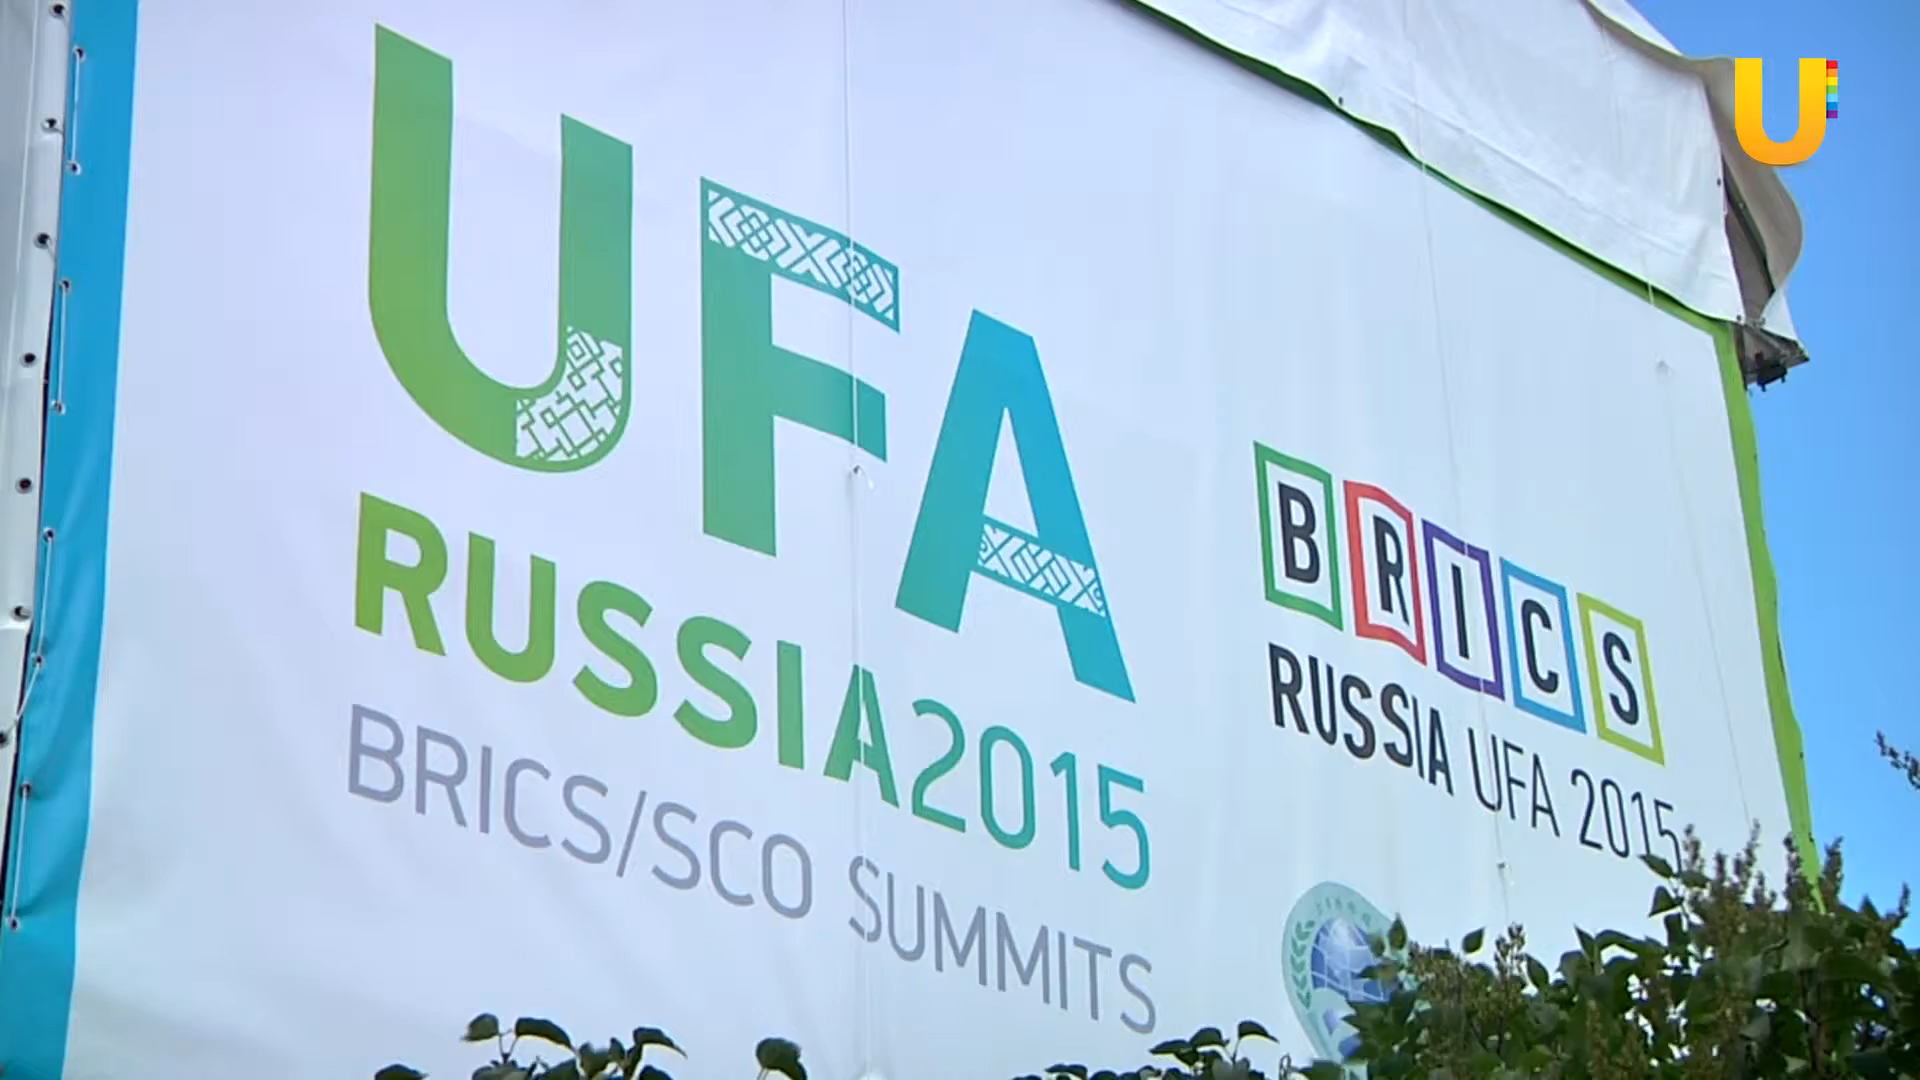 UFA
RUSSIA2015
BRICS/SCO SUMMITS
BRICS
RUSSIA UFA 2015
U